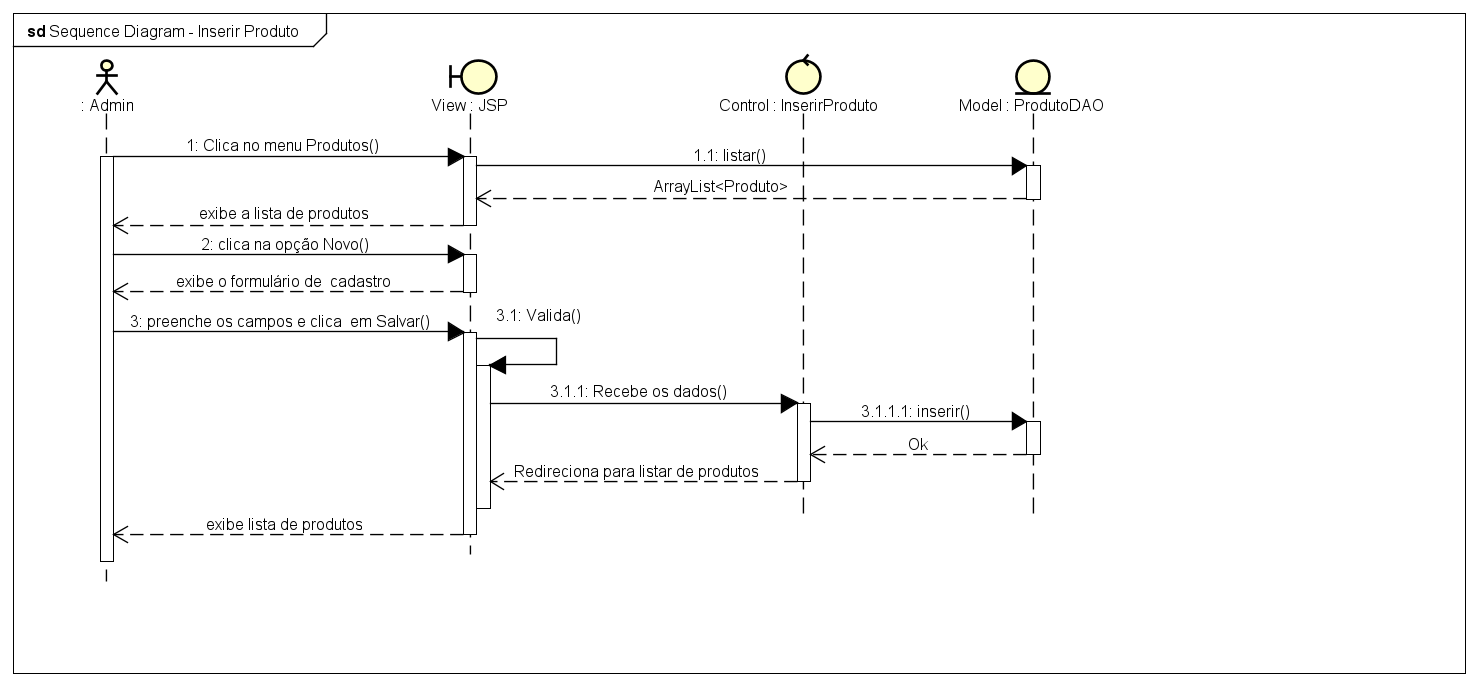 sd Sequence Diagram - Inserir Produto
: Admin
View : JSP
Control : InserirProduto
Model : ProdutoDAO
1: Clica no menu Produtos()
1.1: listar()
ArrayList<Produto>
exibe a lista de produtos
2: clica na opção Novo()
exibe o formulário de  cadastro
3: preenche os campos e clica  em Salvar()
3.1: Valida()
3.1.1: Recebe os dados()
3.1.1.1: inserir()
Ok
Redireciona para listar de produtos
exibe lista de produtos